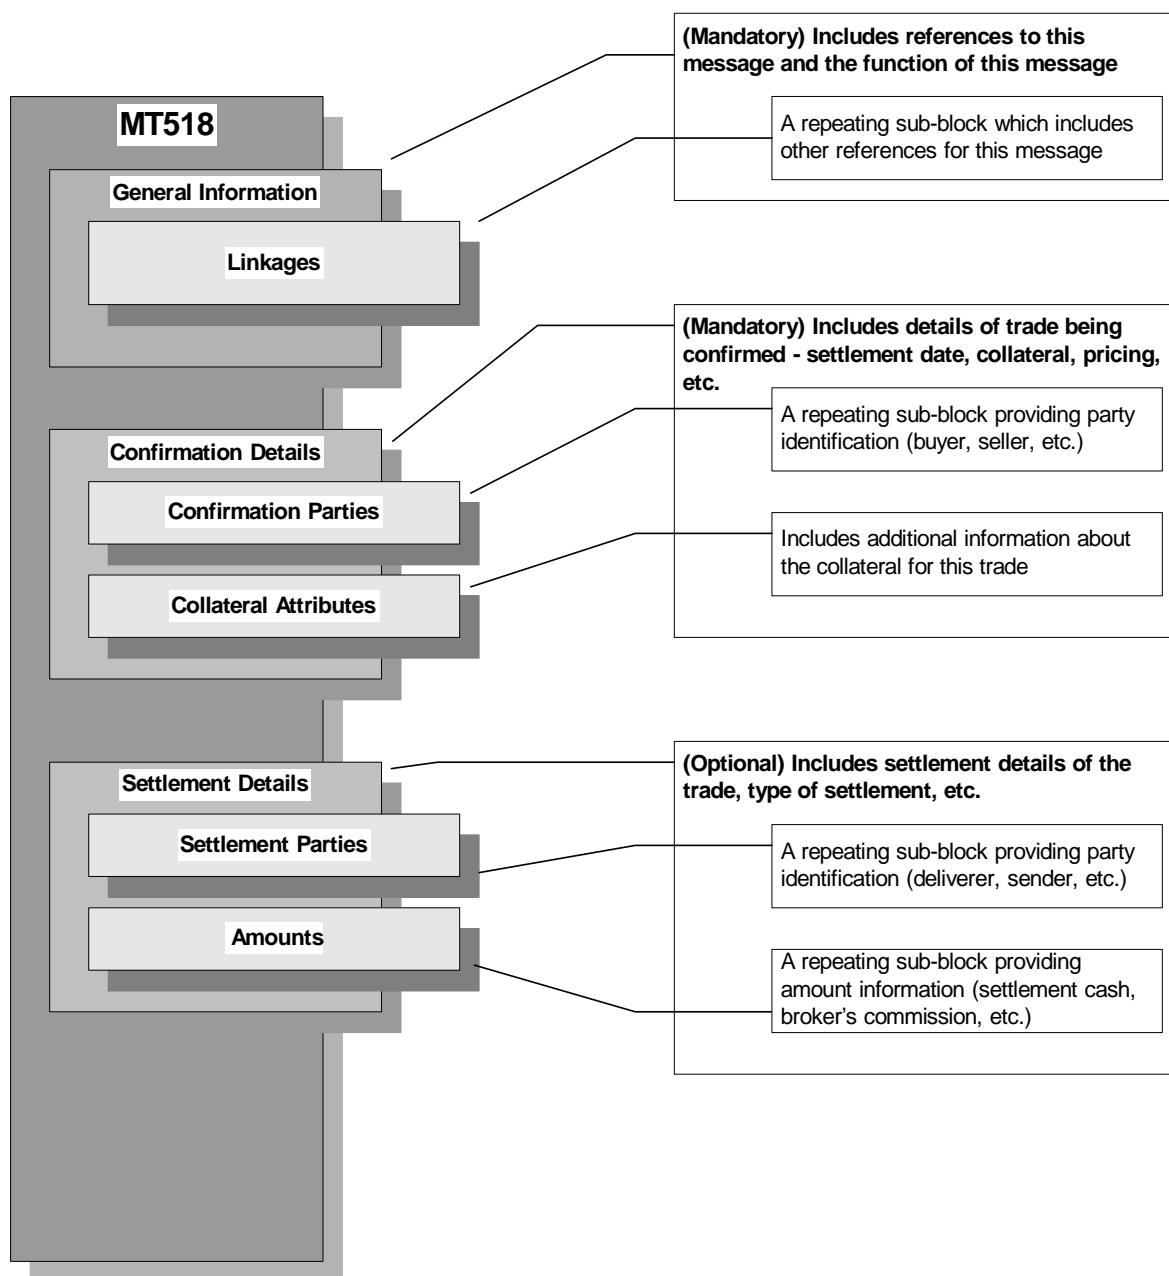 MT518
General Information
Linkages
Confirmation Details
Confirmation Parties
Collateral Attributes
Settlement Details
Settlement Parties
Amounts
(Mandatory) Includes references to this
message and the function of this message
A repeating sub-block which includes
other references for this message
(Mandatory) Includes details of trade being
confirmed - settlement date, collateral, pricing,
etc.
A repeating sub-block providing party
identification (buyer, seller, etc.)
Includes additional information about
the collateral for this trade
(Optional) Includes settlement details of the
trade, type of settlement, etc.
A repeating sub-block providing party
identification (deliverer, sender, etc.)
A repeating sub-block providing
amount information (settlement cash,
broker’s commission, etc.)